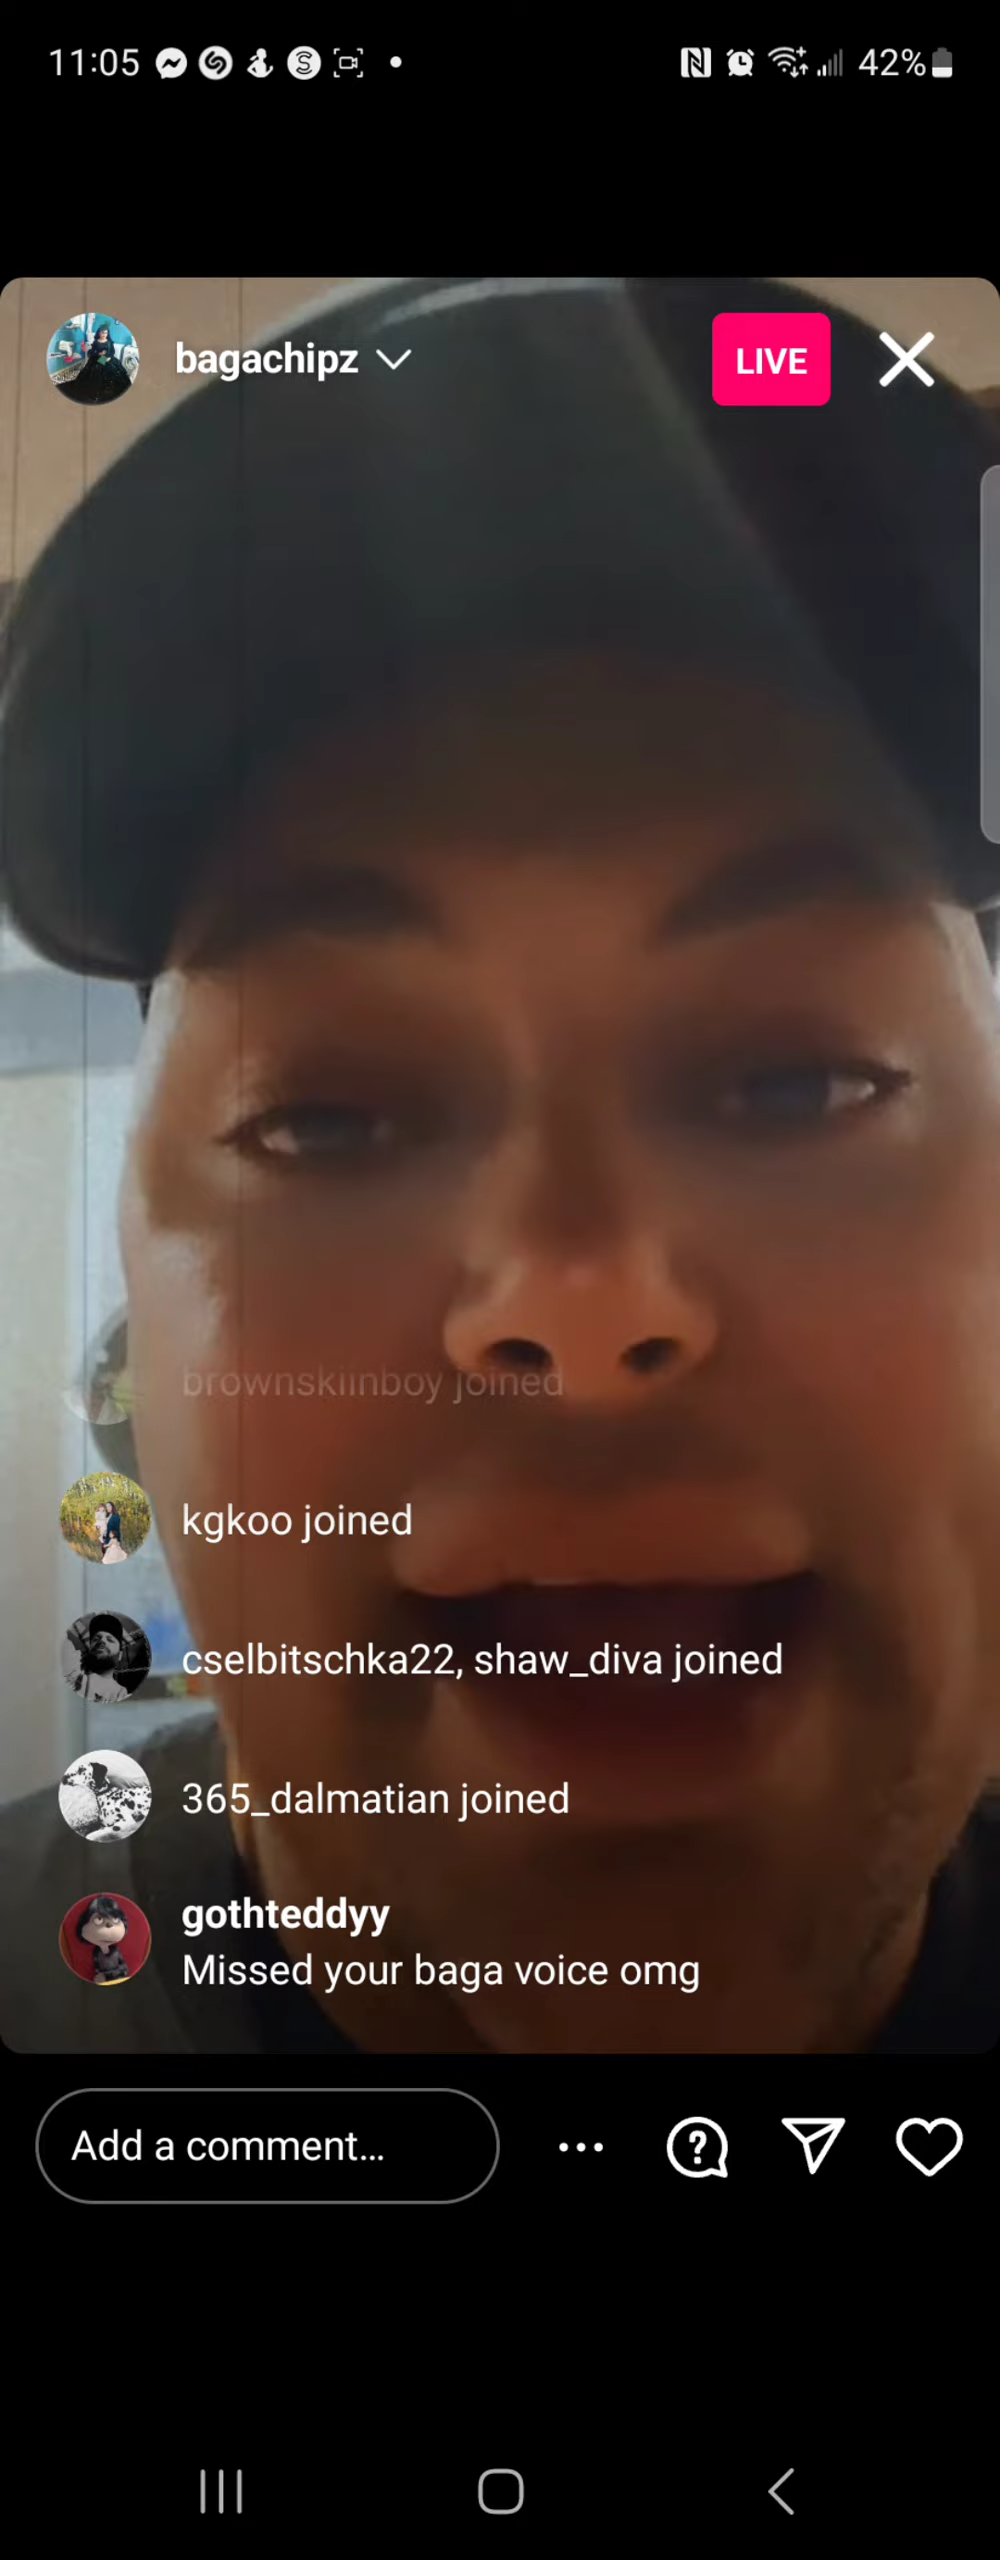 11:05
42%
bagachipz
LIVE
brownskiinboy joined
kgkoo joined
cselbitschka22, shaw_diva joined
365_dalmatian joined
gothteddyy
Missed your baga voice omg
Add a comment...